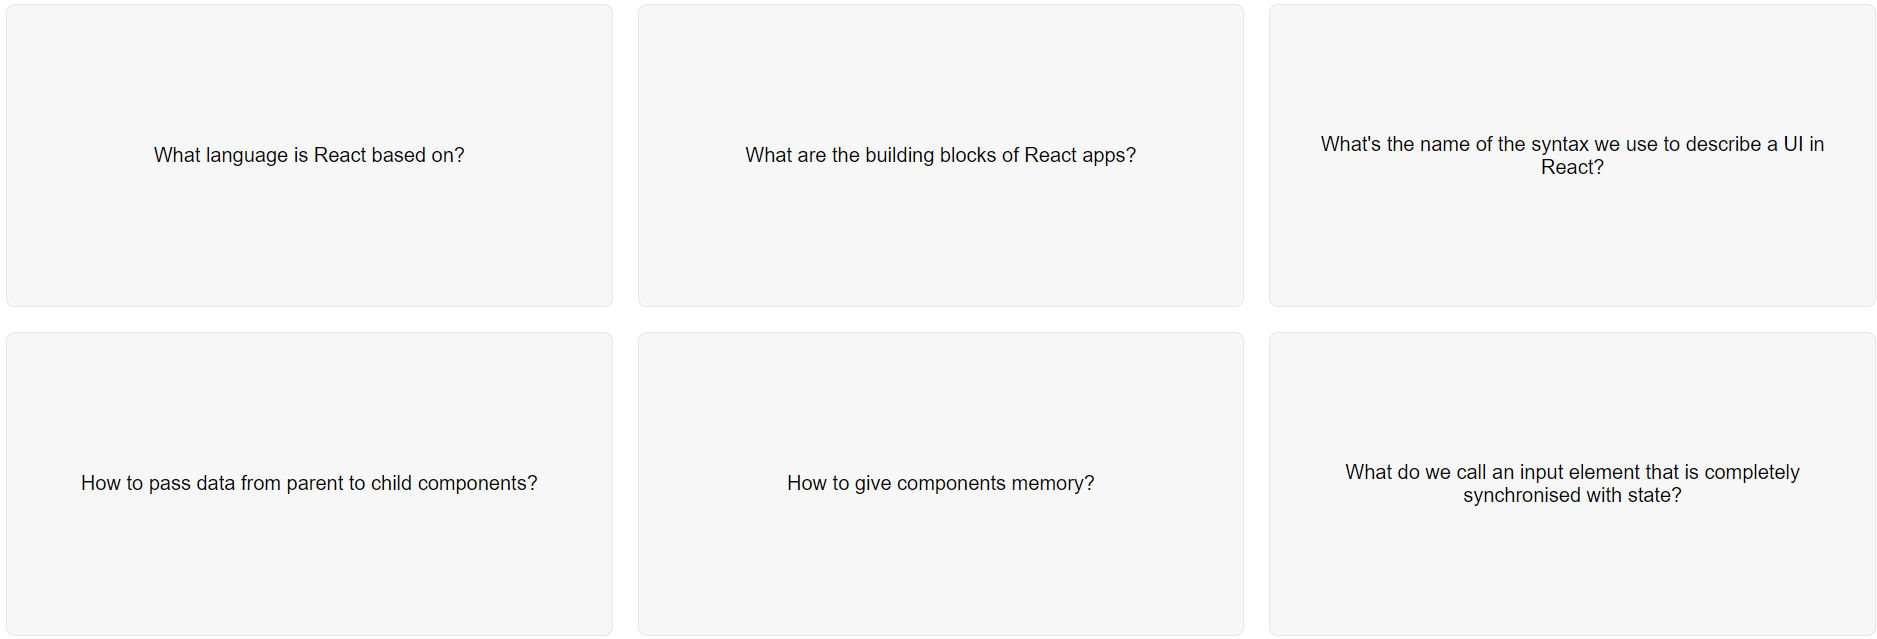 What language is React based on?
What are the building blocks of React apps?
What's the name of the syntax we use to describe a UI in
React?
How to pass data from parent to child components?
How to give components memory?
What do we call an input element that is completely
synchronised with state?